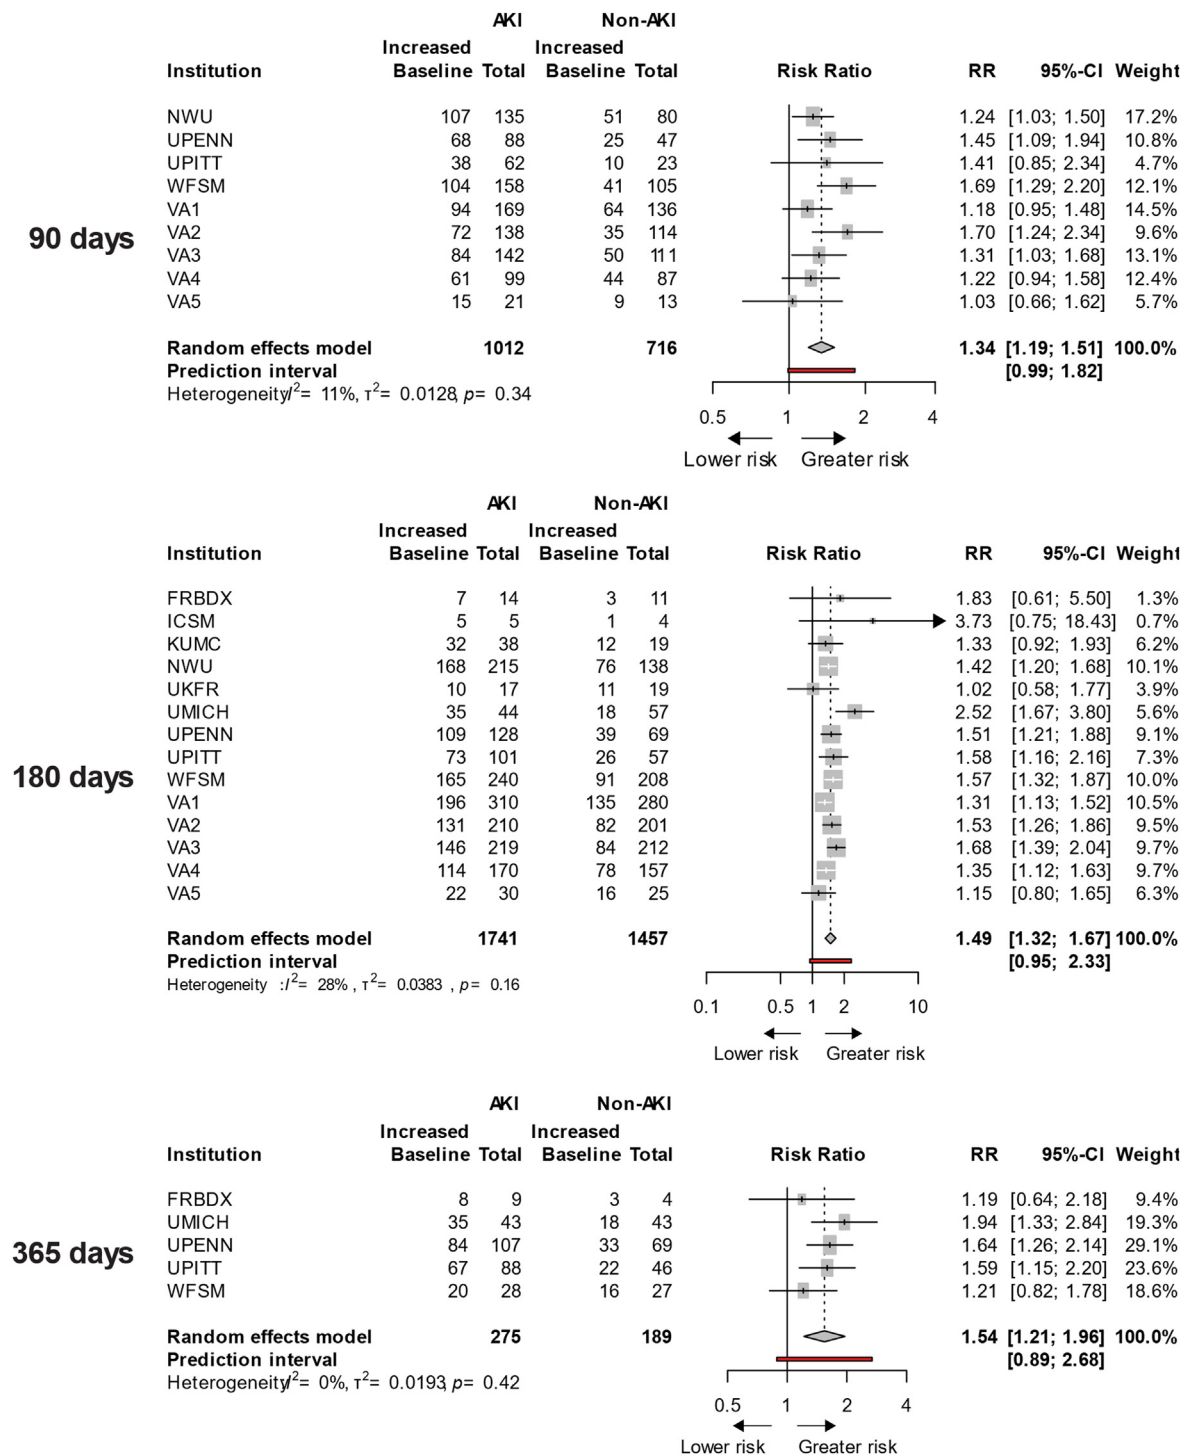 AKI Non-AKI
Increased Increased
Institution Baseline Total Baseline Total Risk Ratio RR 95%-CI Weight
NWU 107 135 51 80 1.24 [1.03; 1.50] 17.2%
UPENN 68 88 25 47 1.45 [1.09; 1.94] 10.8%
UPITT 38 62 10 23 1.41 [0.85; 2.34] 4.7%
WFSM 104 158 41 105 1.69 [1.29; 2.20] 12.1%
VA1 94 169 64 136 1.18 [0.95; 1.48] 14.5%
90 days
VA2 72 138 35 114 1.70 [1.24; 2.34] 9.6%
VA3 84 142 50 111 1.31 [1.03; 1.68] 13.1%
VA4 61 99 44 87 1.22 [0.94; 1.58] 12.4%
VA5 15 21 9 13 1.03 [0.66; 1.62] 5.7%
Random effects model 1012 716 1.34 [1.19; 1.51] 100.0%
Prediction interval [0.99; 1.82]
Heterogeneity I²= 11%, τ²= 0.0128, p= 0.34
0.5 1 2 4
Lower risk Greater risk
AKI Non-AKI
Increased Increased
Institution Baseline Total Baseline Total Risk Ratio RR 95%-CI Weight
FRBDX 7 14 3 11 1.83 [0.61; 5.50] 1.3%
ICSM 5 5 1 4 3.73 [0.75; 18.43] 0.7%
KUMC 32 38 12 19 1.33 [0.92; 1.93] 6.2%
NWU 168 215 76 138 1.42 [1.20; 1.68] 10.1%
UKFR 10 17 11 19 1.02 [0.58; 1.77] 3.9%
UMICH 35 44 18 57 2.52 [1.67; 3.80] 5.6%
UPENN 109 128 39 69 1.51 [1.21; 1.88] 9.1%
UPITT 73 101 26 57 1.58 [1.16; 2.16] 7.3%
180 days
WFSM 165 240 91 208 1.57 [1.32; 1.87] 10.0%
VA1 196 310 135 280 1.31 [1.13; 1.52] 10.5%
VA2 131 210 82 201 1.53 [1.26; 1.86] 9.5%
VA3 146 219 84 212 1.68 [1.39; 2.04] 9.7%
VA4 114 170 78 157 1.35 [1.12; 1.63] 9.7%
VA5 22 30 16 25 1.15 [0.80; 1.65] 6.3%
Random effects model 1741 1457 1.49 [1.32; 1.67] 100.0%
Prediction interval [0.95; 2.33]
Heterogeneity :I²= 28% , τ²= 0.0383 , p= 0.16
0.1 0.5 1 2 10
Lower risk Greater risk
AKI Non-AKI
Increased Increased
Institution Baseline Total Baseline Total Risk Ratio RR 95%-CI Weight
FRBDX 8 9 3 4 1.19 [0.64; 2.18] 9.4%
UMICH 35 43 18 43 1.94 [1.33; 2.84] 19.3%
365 days
UPENN 84 107 33 69 1.64 [1.26; 2.14] 29.1%
UPITT 67 88 22 46 1.59 [1.15; 2.20] 23.6%
WFSM 20 28 16 27 1.21 [0.82; 1.78] 18.6%
Random effects model 275 189 1.54 [1.21; 1.96] 100.0%
Prediction interval [0.89; 2.68]
Heterogeneity I²= 0%, τ²= 0.0193, p= 0.42
0.5 1 2 4
Lower risk Greater risk